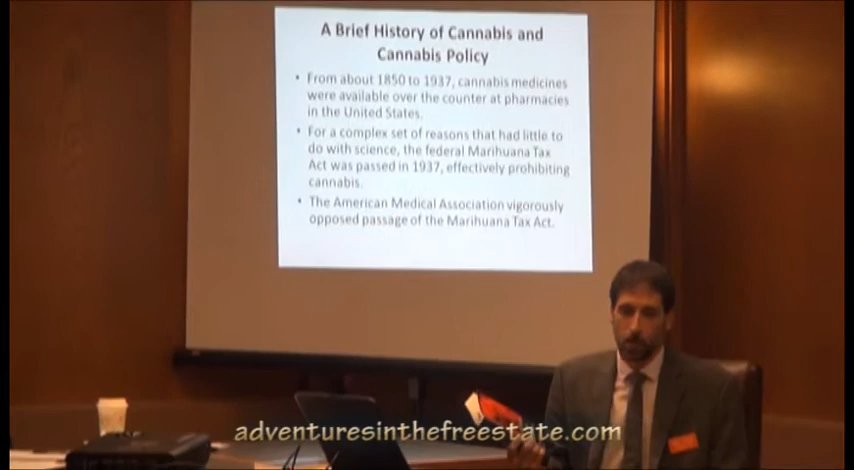 A Brief History of Cannabis and
Cannabis Policy
• From about 1850 to 1937, cannabis medicines
were available over the counter at pharmacies
in the United States.
• For a complex set of reasons that had little to
do with science, the federal Marihuana Tax
Act was passed in 1937, effectively prohibiting
cannabis.
• The American Medical Association vigorously
opposed passage of the Marihuana Tax Act.
adventuresinthefreestate.com